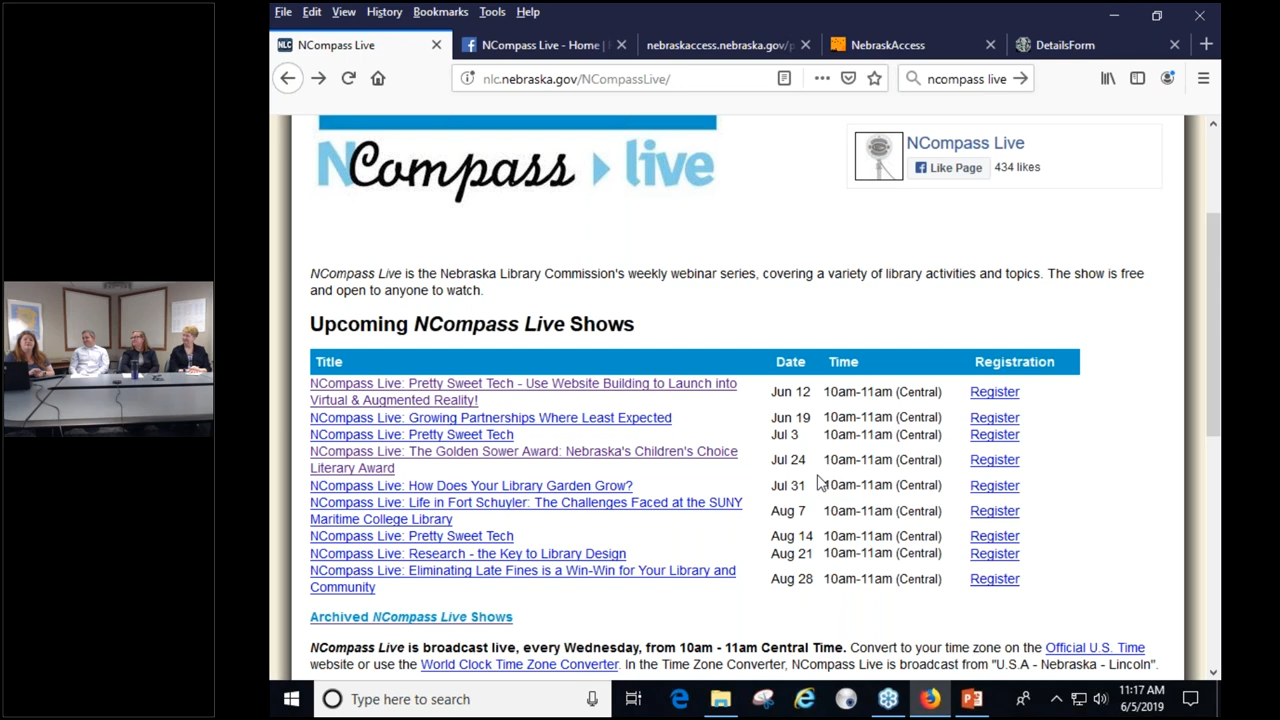 File Edit View History Bookmarks Tools Help
NLC NCompass Live
NCompass Live - Home |
nebraskaccess.nebraska.gov/
NebraskAccess
DetailsForm
nlc.nebraska.gov/NCompassLive/
ncompass live
NCompass live
NCompass Live
Like Page 434 likes
NCompass Live is the Nebraska Library Commission's weekly webinar series, covering a variety of library activities and topics. The show is free
and open to anyone to watch.
Upcoming NCompass Live Shows
Title Date Time Registration
NCompass Live: Pretty Sweet Tech - Use Website Building to Launch into
Virtual & Augmented Reality! Jun 12 10am-11am (Central) Register
NCompass Live: Growing Partnerships Where Least Expected Jun 19 10am-11am (Central) Register
NCompass Live: Pretty Sweet Tech Jul 3 10am-11am (Central) Register
NCompass Live: The Golden Sower Award: Nebraska's Children's Choice
Literary Award Jul 24 10am-11am (Central) Register
NCompass Live: How Does Your Library Garden Grow? Jul 31 10am-11am (Central) Register
NCompass Live: Life in Fort Schuyler: The Challenges Faced at the SUNY
Maritime College Library Aug 7 10am-11am (Central) Register
NCompass Live: Pretty Sweet Tech Aug 14 10am-11am (Central) Register
NCompass Live: Research - the Key to Library Design Aug 21 10am-11am (Central) Register
NCompass Live: Eliminating Late Fines is a Win-Win for Your Library and
Community Aug 28 10am-11am (Central) Register
Archived NCompass Live Shows
NCompass Live is broadcast live, every Wednesday, from 10am - 11am Central Time. Convert to your time zone on the Official U.S. Time
website or use the World Clock Time Zone Converter. In the Time Zone Converter, NCompass Live is broadcast from "U.S.A - Nebraska - Lincoln".
Type here to search
11:17 AM
6/5/2019